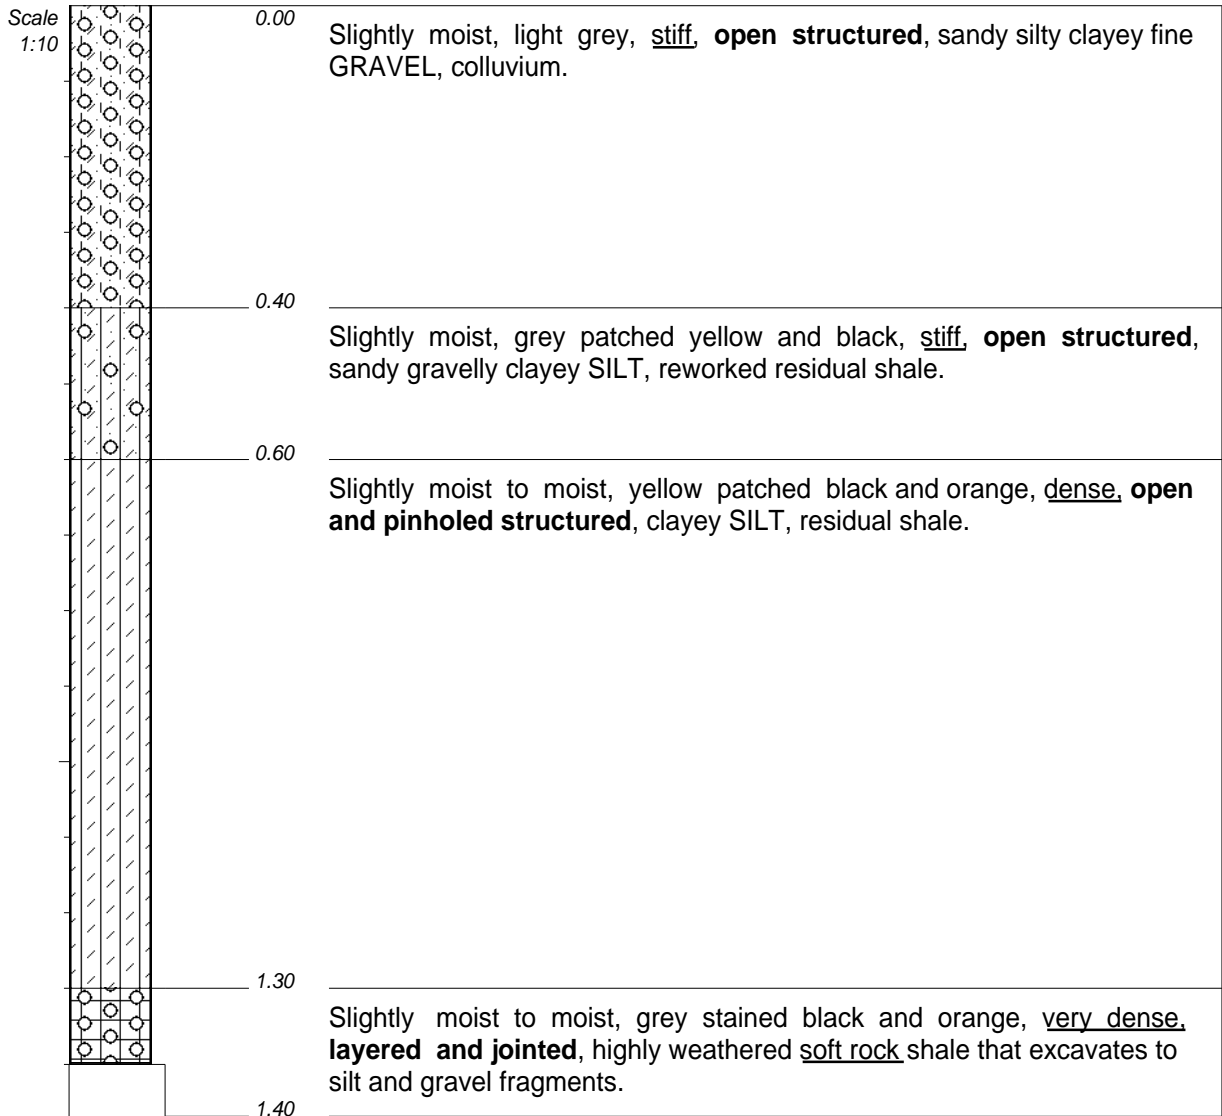 Scale
1:10
0.00
Slightly moist, light grey, stiff, open structured, sandy silty clayey fine
GRAVEL, colluvium.
0.40
Slightly moist, grey patched yellow and black, stiff, open structured,
sandy gravelly clayey SILT, reworked residual shale.
0.60
Slightly moist to moist, yellow patched black and orange, dense, open
and pinholed structured, clayey SILT, residual shale.
1.30
Slightly moist to moist, grey stained black and orange, very dense,
layered and jointed, highly weathered soft rock shale that excavates to
silt and gravel fragments.
1.40